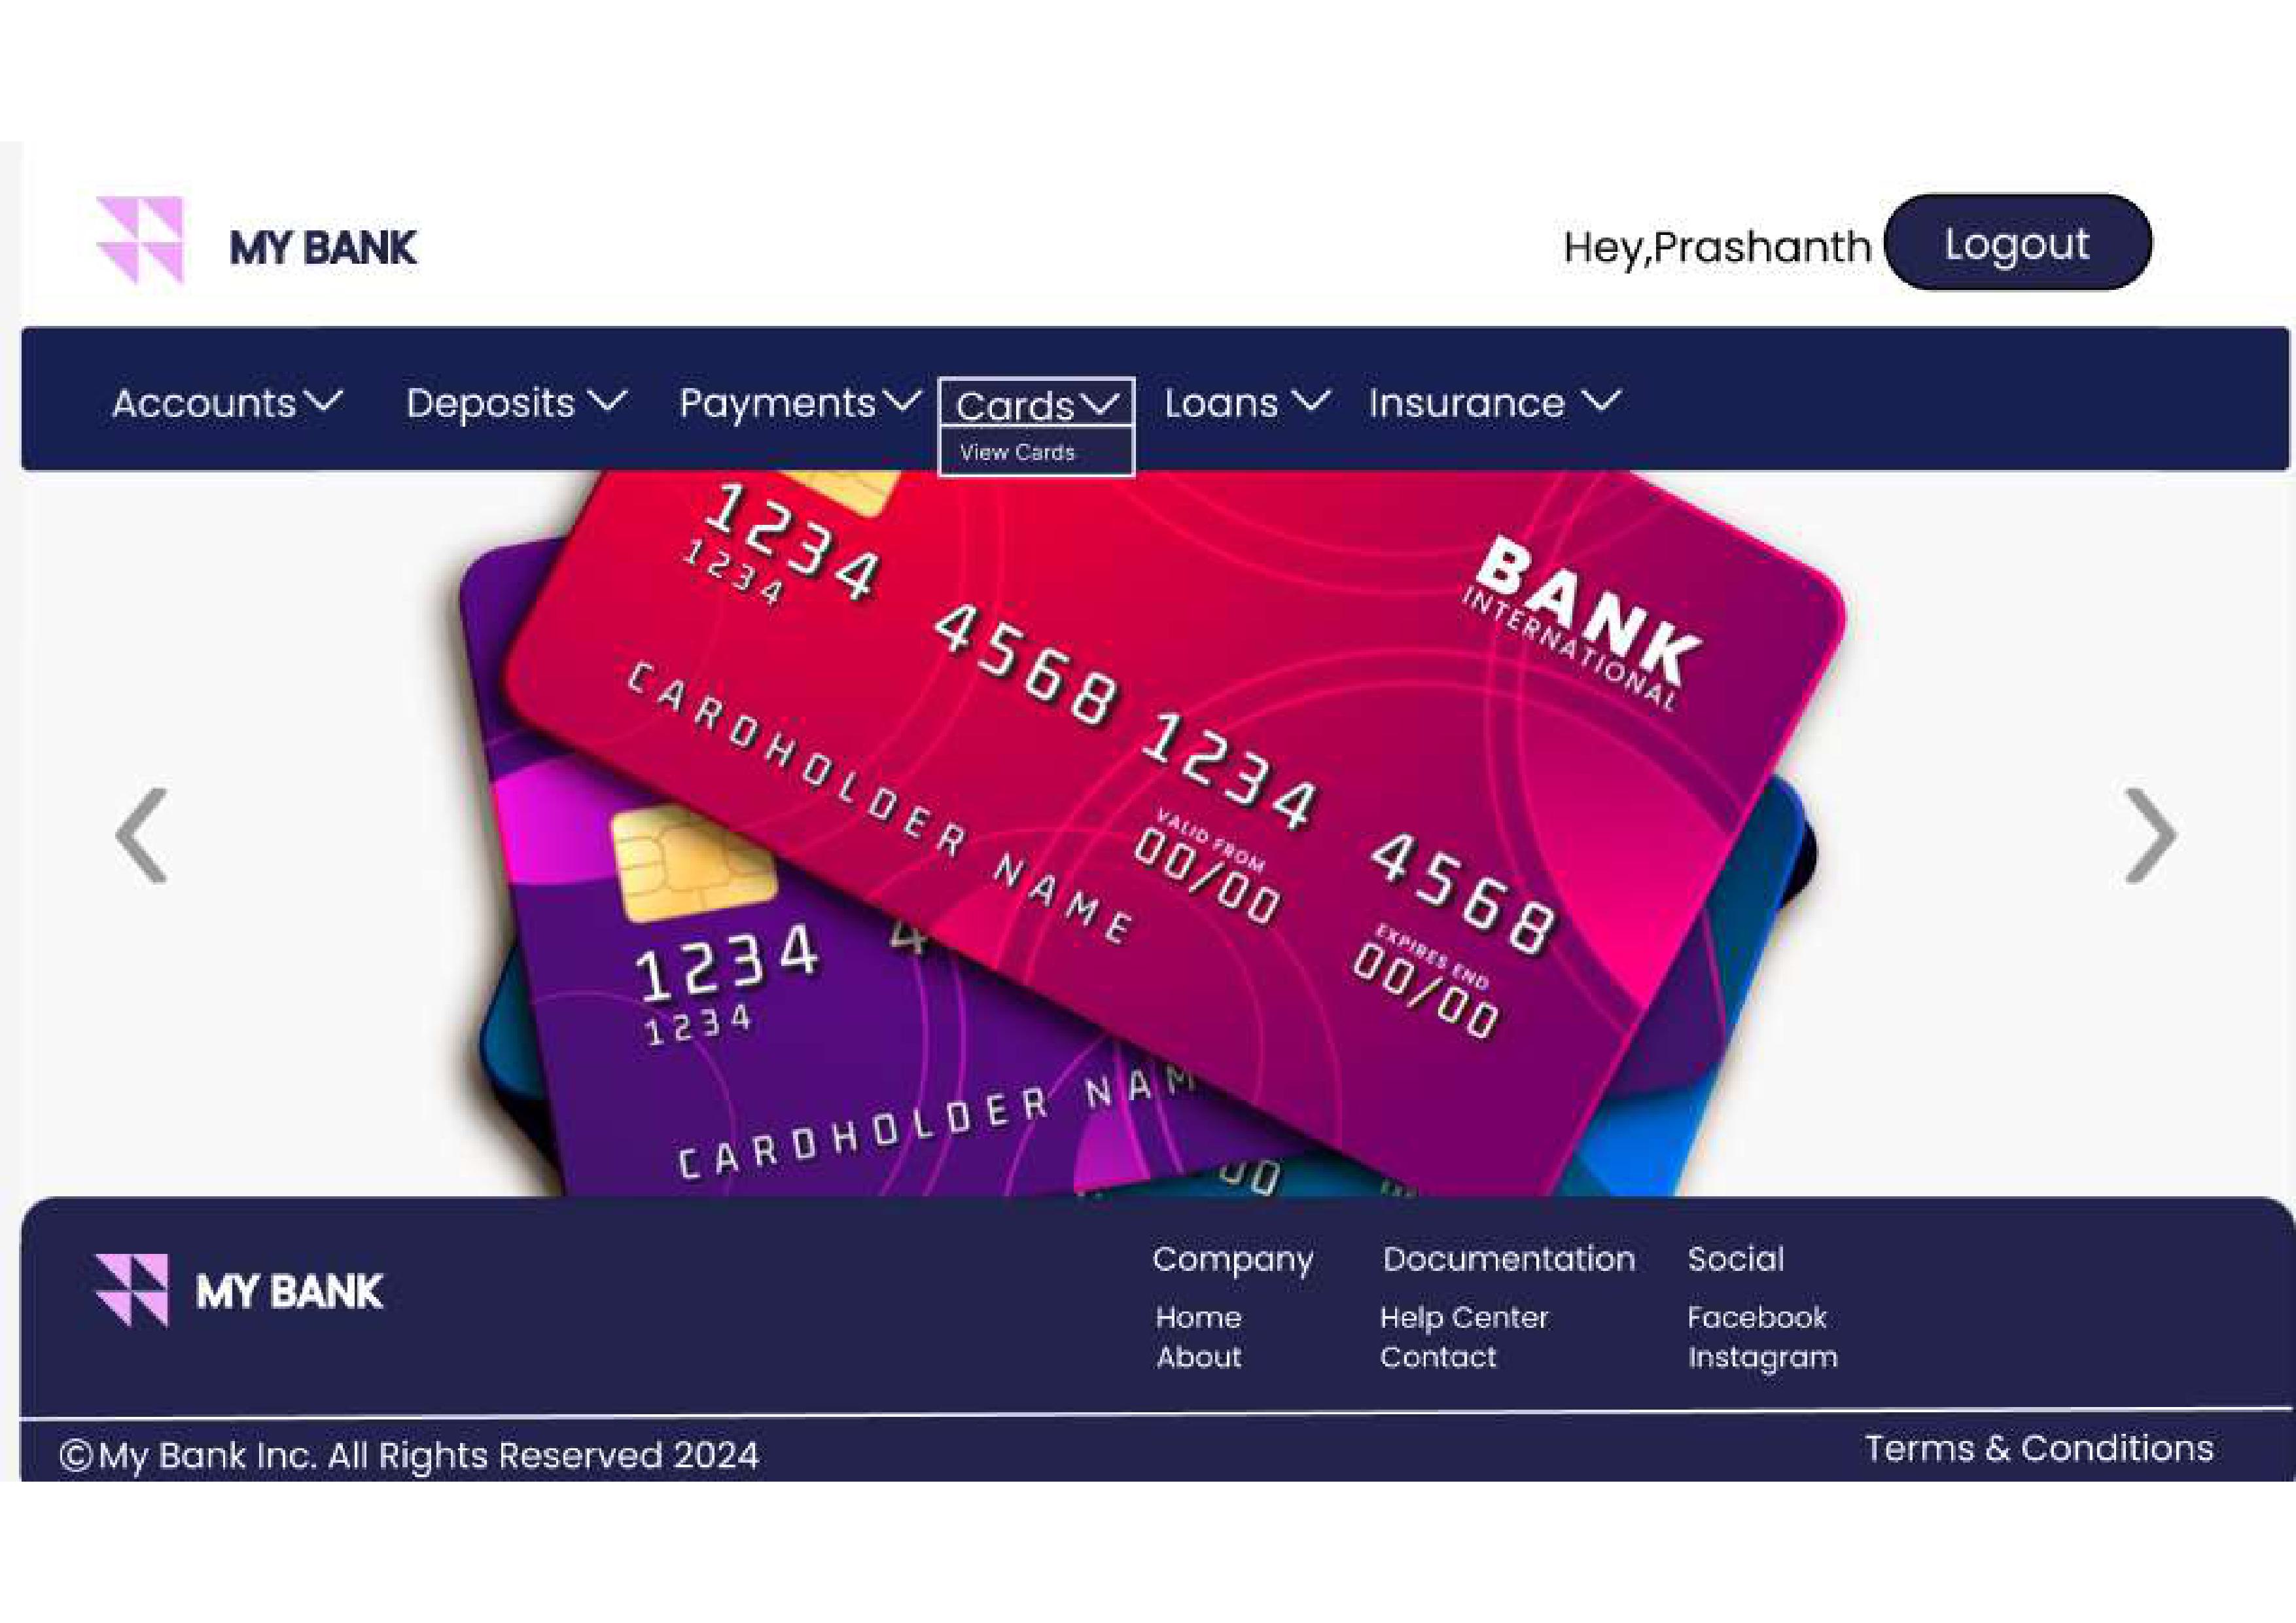 MY BANK
Hey,Prashanth
Logout
Accounts Deposits Payments Cards Loans Insurance
View Cards
1234 4568 1234 4568
1234
BANK
INTERNATIONAL
CARDHOLDER NAME
VALID FROM
00/00
EXPIRES END
00/00
1234 4
1234
CARDHOLDER NAM
00
MY BANK
Company Documentation Social
Home Help Center Facebook
About Contact Instagram
©My Bank Inc. All Rights Reserved 2024
Terms & Conditions